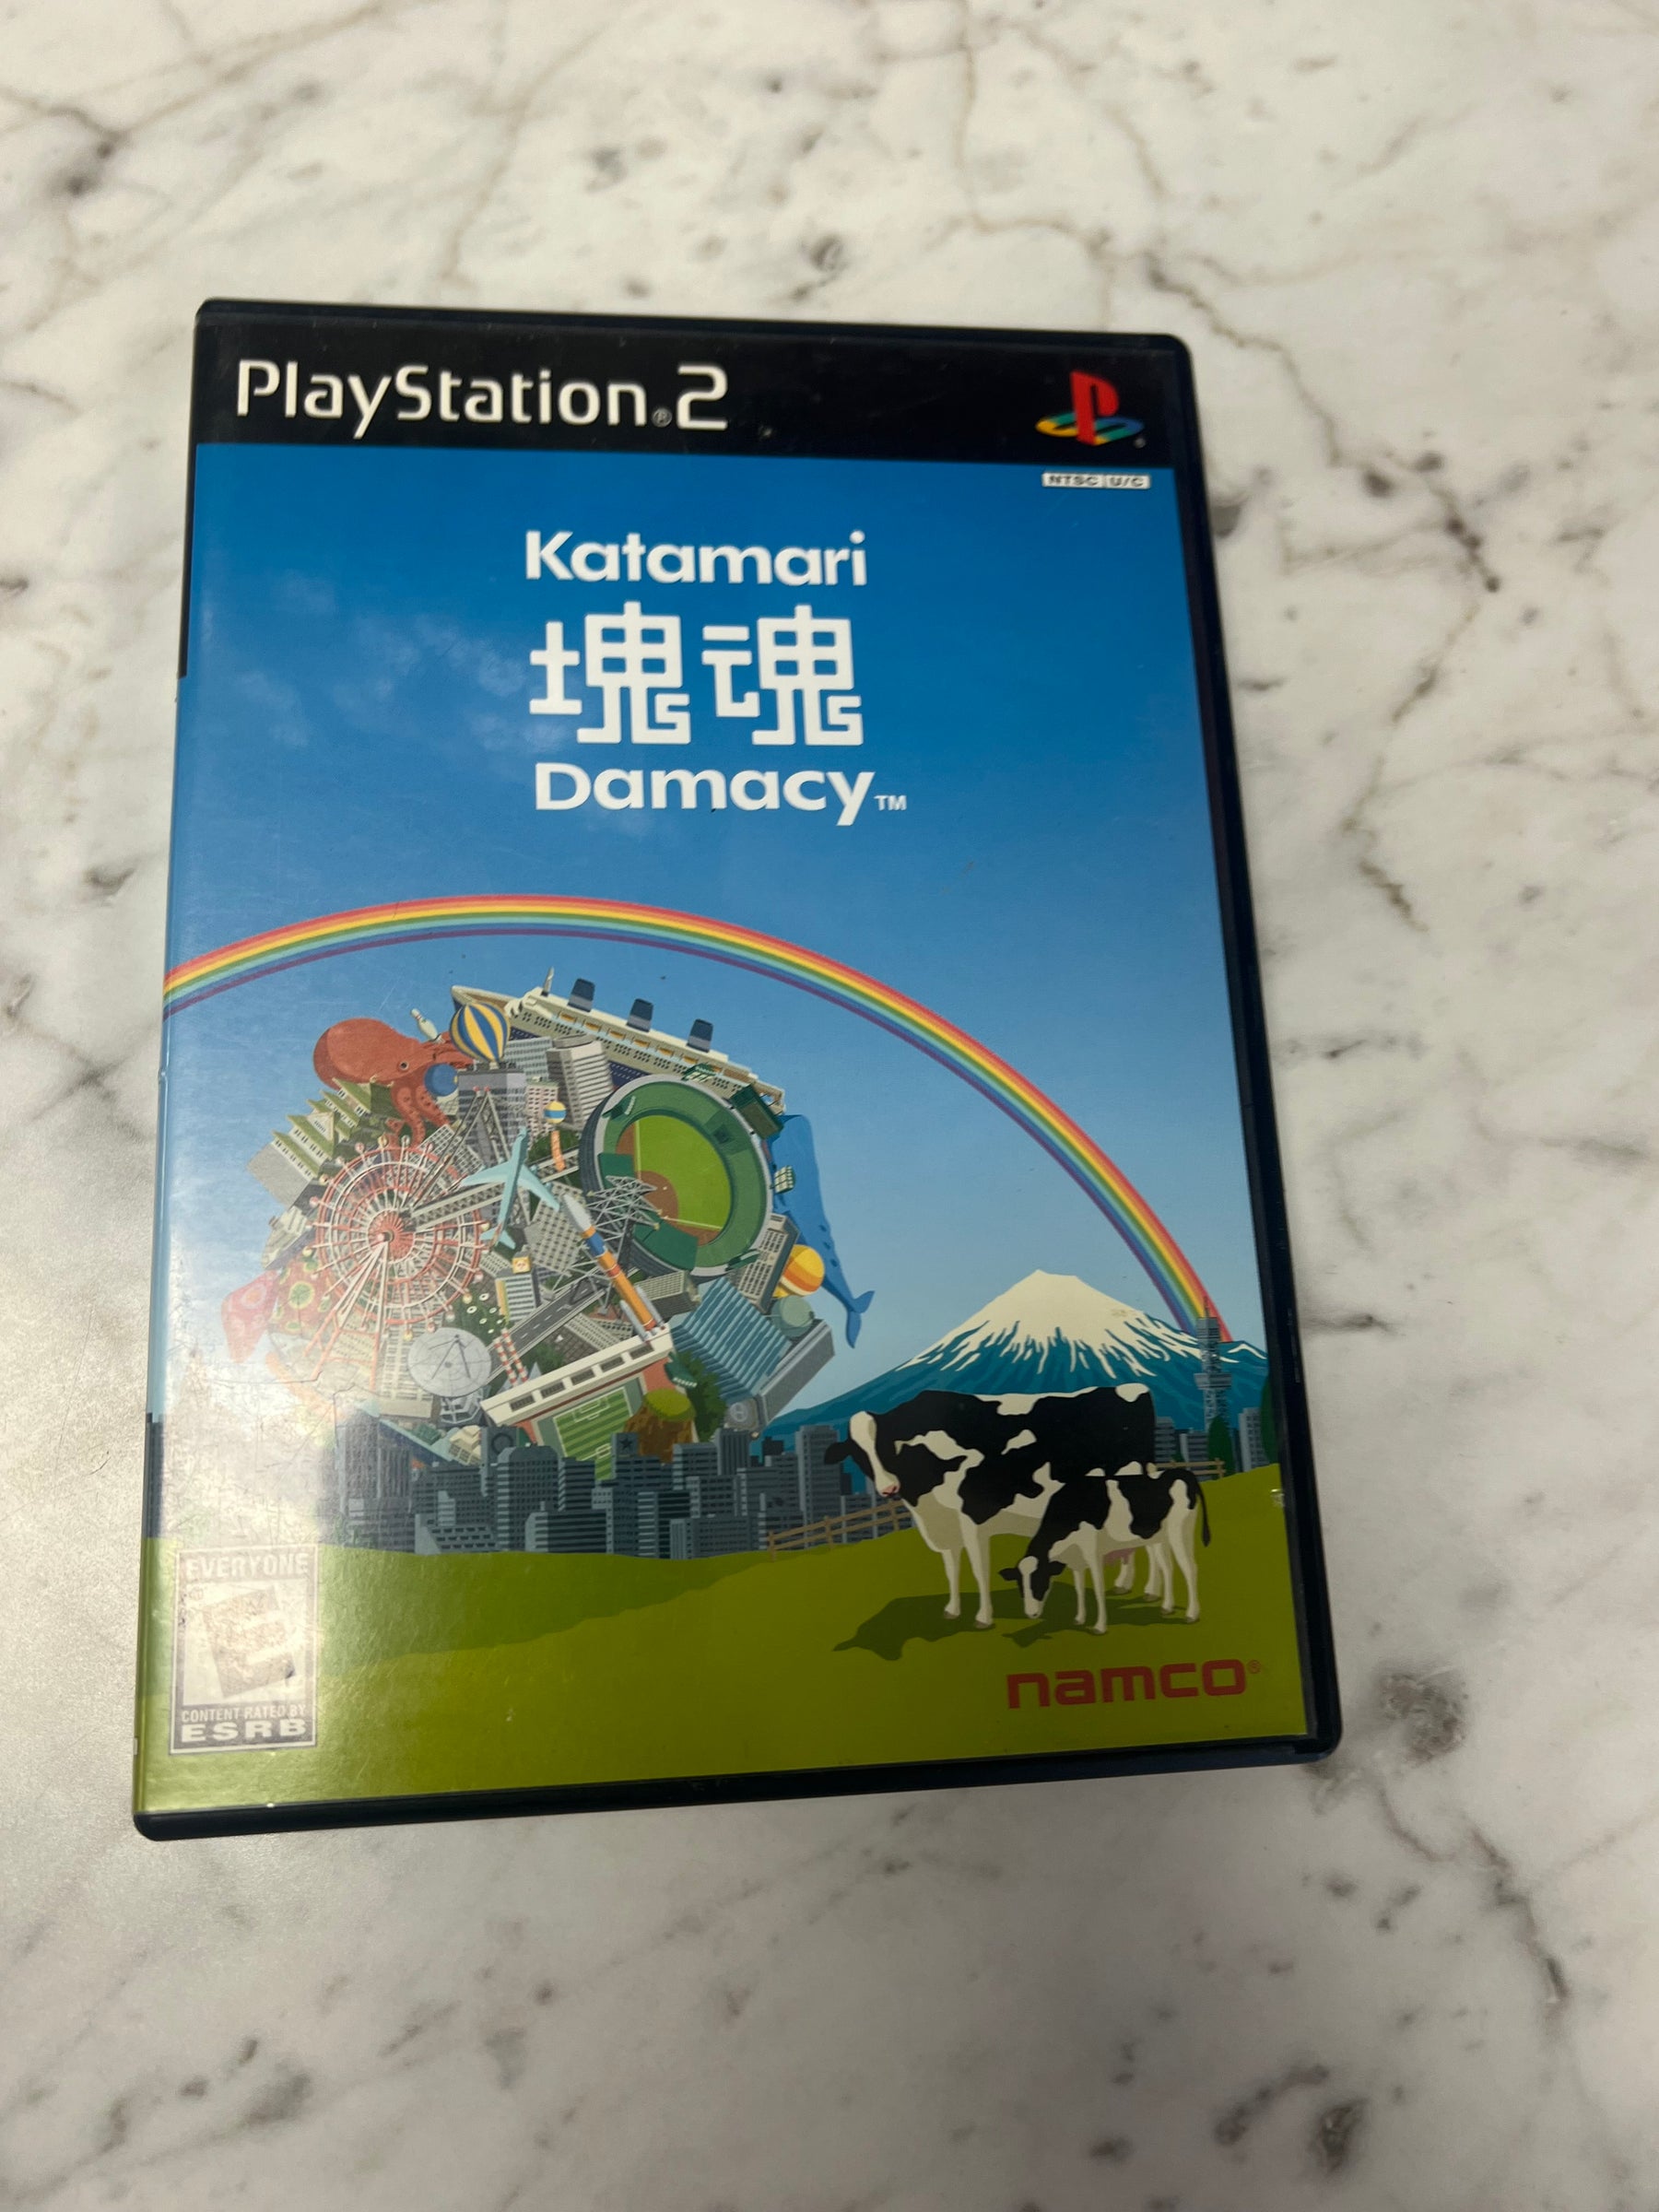 PlayStation®2
NTSC U/C
Katamari
塊魂
Damacy™
EVERYONE
E
CONTENT RATED BY
ESRB
namco®